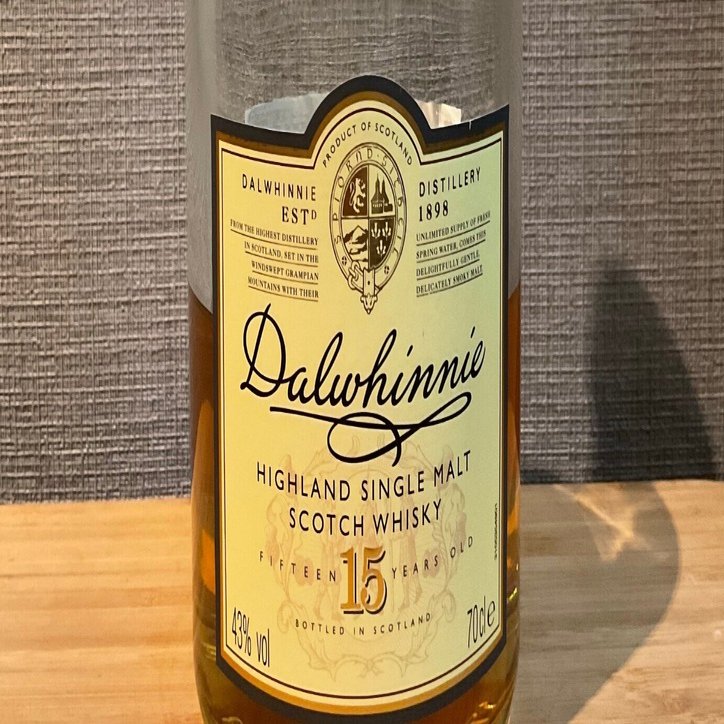 PRODUCT OF SCOTLAND
DALWHINNIE DISTILLERY
ESTD 1898
FROM THE HIGHEST DISTILLERY
IN SCOTLAND, SET IN THE
WINDSWEPT GRAMPIAN
MOUNTAINS WITH THEIR
UNLIMITED SUPPLY OF FRESH
SPRING WATER, COMES THIS
DELIGHTFULLY GENTLE,
DELICATELY SMOKY MALT
Dalwhinnie
HIGHLAND SINGLE MALT
SCOTCH WHISKY
FIFTEEN 15 YEARS OLD
BOTTLED IN SCOTLAND
43% vol 70cl e